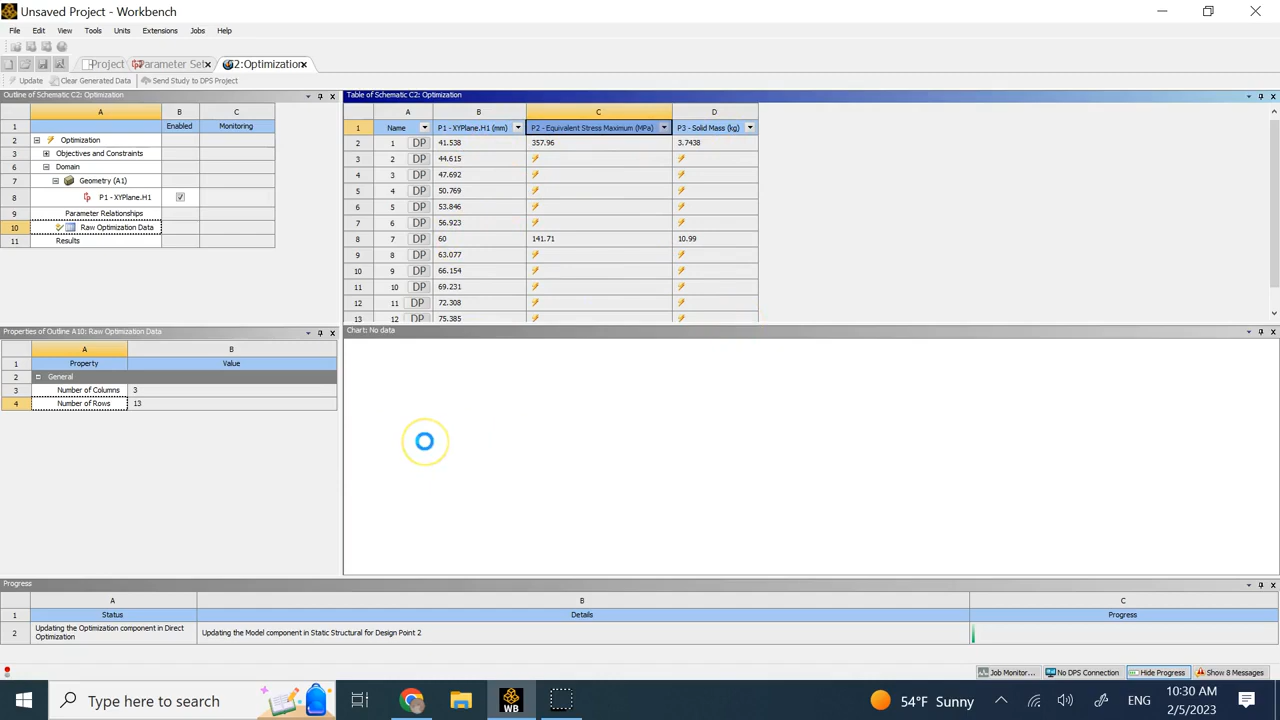 Unsaved Project - Workbench
File Edit View Tools Units Extensions Jobs Help
Project Parameter Set C2:Optimization
Update Clear Generated Data Send Study to DPS Project
Outline of Schematic C2: Optimization
A B C
1 Enabled Monitoring
2 Optimization
3 Objectives and Constraints
6 Domain
7 Geometry (A1)
8 P1 - XYPlane.H1
9 Parameter Relationships
10 Raw Optimization Data
11 Results
Table of Schematic C2: Optimization
A B C D
1 Name P1 - XYPlane.H1 (mm) P2 - Equivalent Stress Maximum (MPa) P3 - Solid Mass (kg)
2 1 DP 41.538 357.96 3.7438
3 2 DP 44.615
4 3 DP 47.692
5 4 DP 50.769
6 5 DP 53.846
7 6 DP 56.923
8 7 DP 60 141.71 10.99
9 8 DP 63.077
10 9 DP 66.154
11 10 DP 69.231
12 11 DP 72.308
13 12 DP 75.385
Properties of Outline A10: Raw Optimization Data
A B
1 Property Value
2 General
3 Number of Columns 3
4 Number of Rows 13
Chart: No data
Progress
A B C
1 Status Details Progress
2 Updating the Optimization component in Direct Optimization Updating the Model component in Static Structural for Design Point 2
Job Monitor... No DPS Connection Hide Progress Show 8 Messages
Type here to search
WB
54°F Sunny
ENG
10:30 AM
2/5/2023